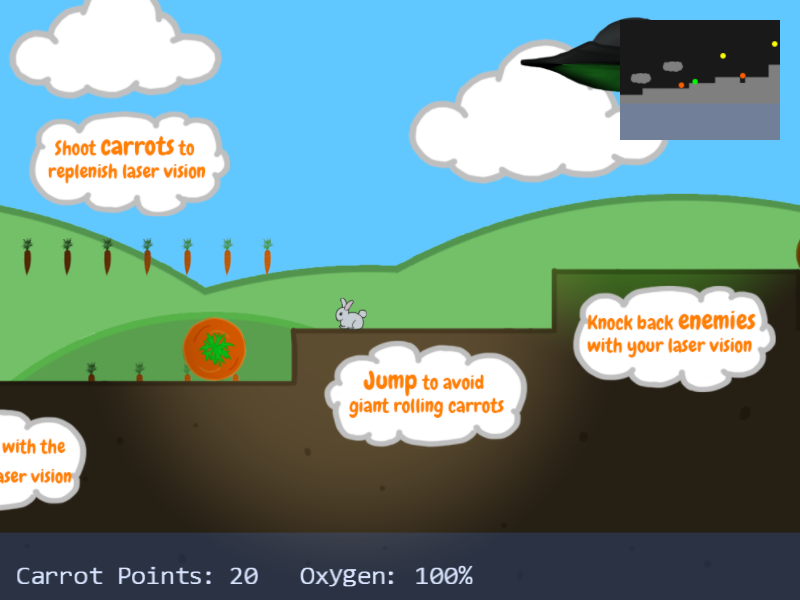 Shoot carrots to
replenish laser vision
Knock back enemies
with your laser vision
Jump to avoid
giant rolling carrots
with the
laser vision
Carrot Points: 20 Oxygen: 100%